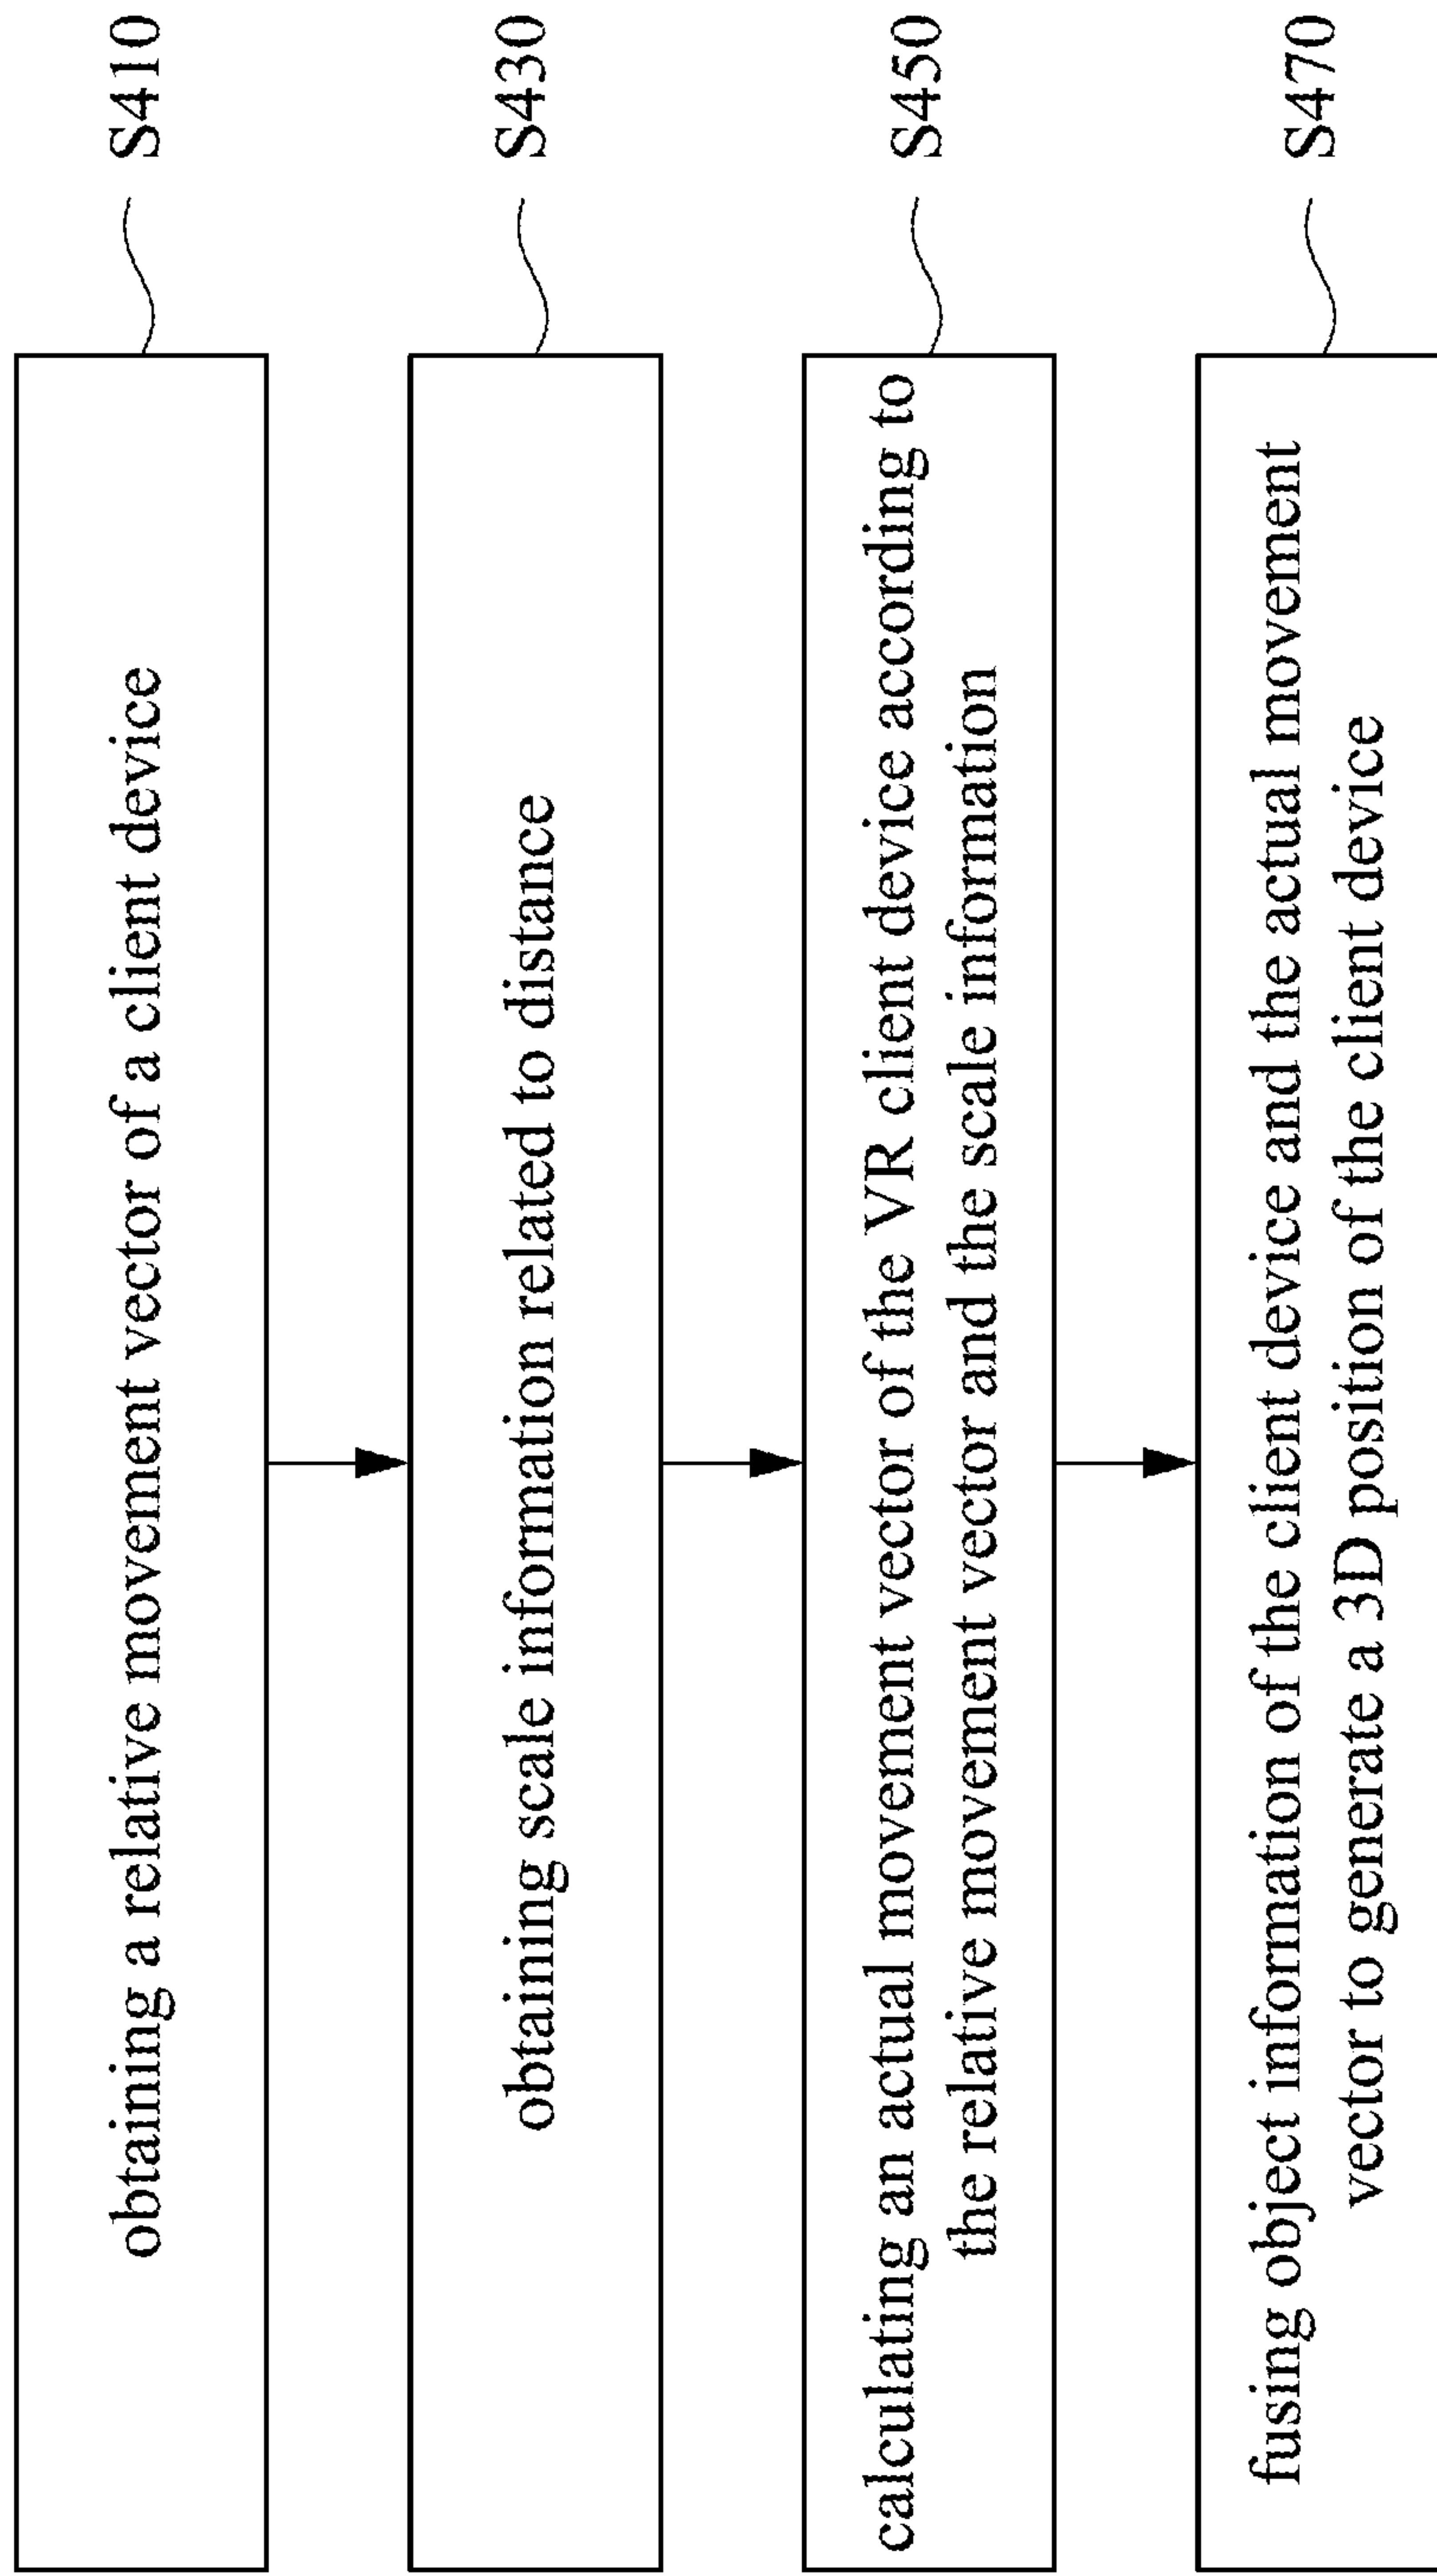 obtaining a relative movement vector of a client device
S410
obtaining scale information related to distance
S430
calculating an actual movement vector of the VR client device according to
the relative movement vector and the scale information
S450
fusing object information of the client device and the actual movement
vector to generate a 3D position of the client device
S470